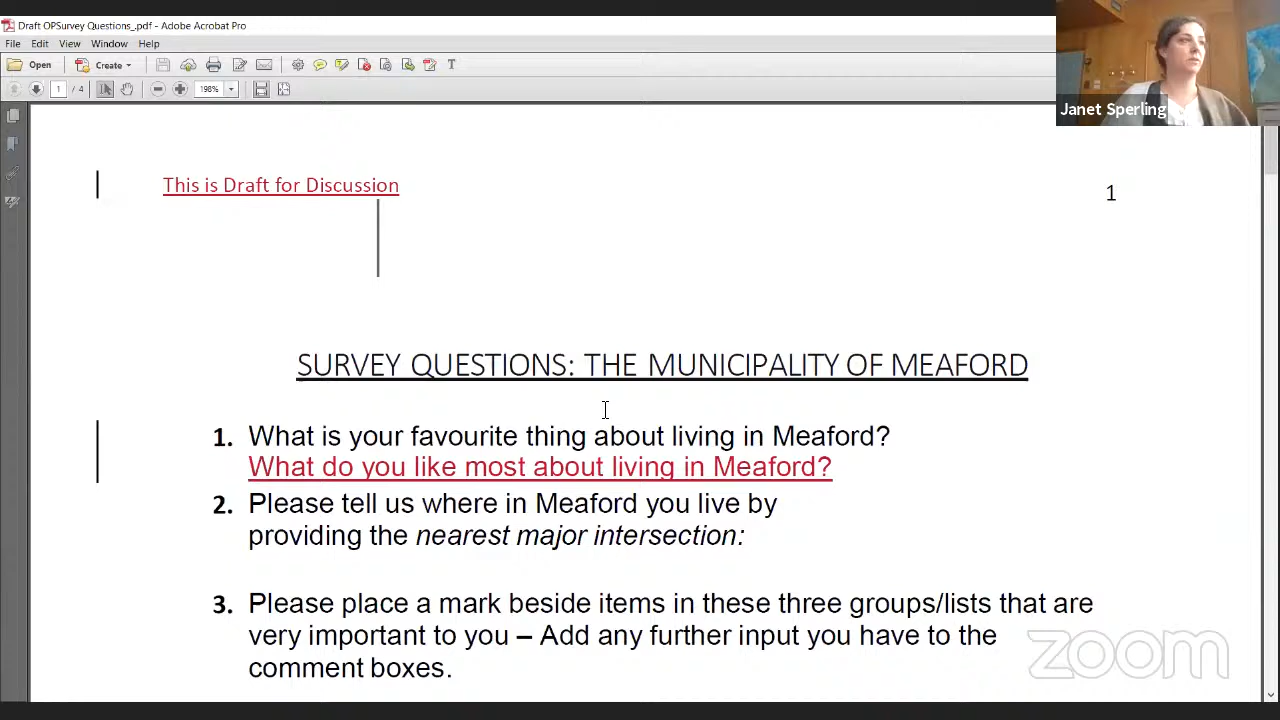 Draft OPSurvey Questions_.pdf - Adobe Acrobat Pro
File Edit View Window Help
Open Create
1 / 4 198%
Janet Sperling
This is Draft for Discussion
1
SURVEY QUESTIONS: THE MUNICIPALITY OF MEAFORD
1. What is your favourite thing about living in Meaford?
What do you like most about living in Meaford?
2. Please tell us where in Meaford you live by
providing the nearest major intersection:
3. Please place a mark beside items in these three groups/lists that are
very important to you – Add any further input you have to the
comment boxes.
zoom